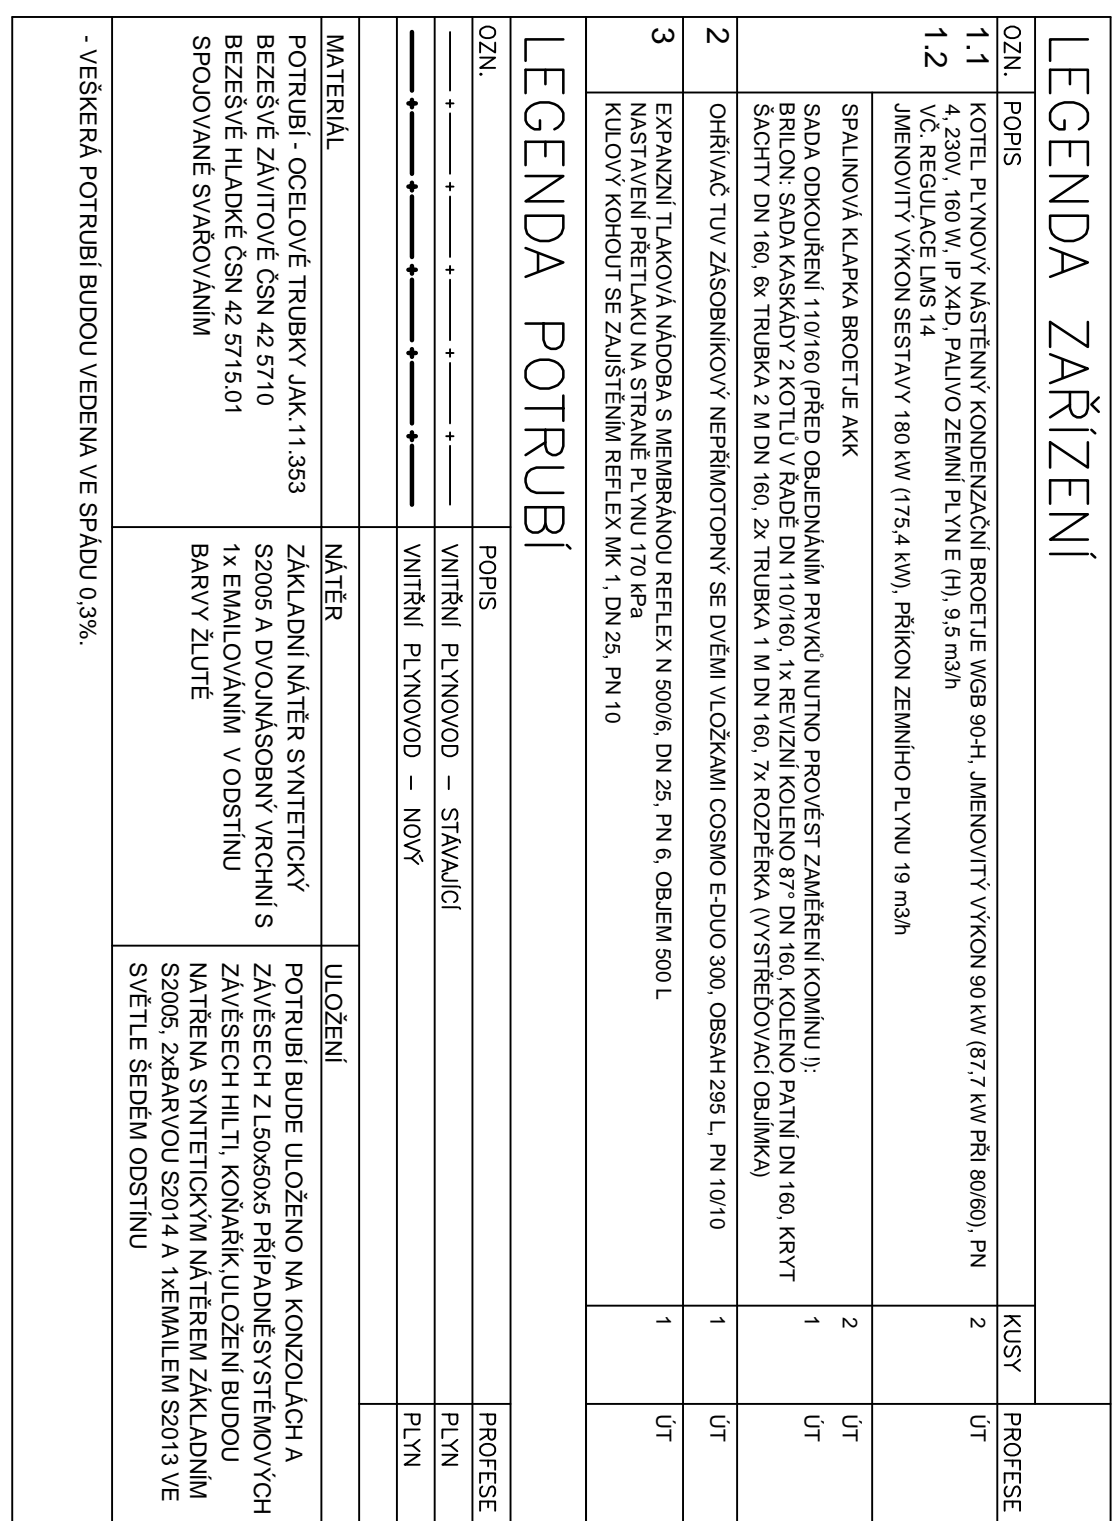 LEGENDA ZAŘÍZENÍ
OZN. POPIS KUSY PROFESE
1.1 KOTEL PLYNOVÝ NÁSTĚNNÝ KONDENZAČNÍ BROETJE WGB 90-H, JMENOVITÝ VÝKON 90 kW (87,7 kW PŘI 80/60), PN 2 ÚT
1.2 4, 230V, 160 W, IP X4D, PALIVO ZEMNÍ PLYN E (H), 9,5 m3/h
VČ. REGULACE LMS 14
JMENOVITÝ VÝKON SESTAVY 180 kW (175,4 kW), PŘÍKON ZEMNÍHO PLYNU 19 m3/h
SPALINOVÁ KLAPKA BROETJE AKK 2 ÚT
SADA ODKOUŘENÍ 110/160 (PŘED OBJEDNÁNÍM PRVKŮ NUTNO PROVÉST ZAMĚŘENÍ KOMÍNU !): 1 ÚT
BRILON: SADA KASKÁDY 2 KOTLŮ V ŘADĚ DN 110/160, 1x REVIZNÍ KOLENO 87° DN 160, KOLENO PATNÍ DN 160, KRYT
ŠACHTY DN 160, 6x TRUBKA 2 M DN 160, 2x TRUBKA 1 M DN 160, 7x ROZPĚRKA (VYSTŘEĎOVACÍ OBJÍMKA)
2 OHŘÍVAČ TUV ZÁSOBNÍKOVÝ NEPŘÍMOTOPNÝ SE DVĚMI VLOŽKAMI COSMO E-DUO 300, OBSAH 295 L, PN 10/10 1 ÚT
3 EXPANZNÍ TLAKOVÁ NÁDOBA S MEMBRÁNOU REFLEX N 500/6, DN 25, PN 6, OBJEM 500 L 1 ÚT
NASTAVENÍ PŘETLAKU NA STRANĚ PLYNU 170 kPa
KULOVÝ KOHOUT SE ZAJIŠTĚNÍM REFLEX MK 1, DN 25, PN 10
LEGENDA POTRUBÍ
OZN. POPIS PROFESE
VNITŘNÍ PLYNOVOD – STÁVAJÍCÍ PLYN
VNITŘNÍ PLYNOVOD – NOVÝ PLYN
MATERIÁL NÁTĚR ULOŽENÍ
POTRUBÍ - OCELOVÉ TRUBKY JAK.11.353
BEZEŠVÉ ZÁVITOVÉ ČSN 42 5710
BEZEŠVÉ HLADKÉ ČSN 42 5715.01
SPOJOVANÉ SVAŘOVÁNÍM
ZÁKLADNÍ NÁTĚR SYNTETICKÝ
S2005 A DVOJNÁSOBNÝ VRCHNÍ S
1x EMAILOVÁNÍM V ODSTÍNU
BARVY ŽLUTÉ
POTRUBÍ BUDE ULOŽENO NA KONZOLÁCH A
ZÁVĚSECH Z L50x50x5 PŘÍPADNĚSYSTÉMOVÝCH
ZÁVĚSECH HILTI, KOŇAŘÍK,ULOŽENÍ BUDOU
NATŘENA SYNTETICKÝM NÁTĚREM ZÁKLADNÍM
S2005, 2xBARVOU S2014 A 1xEMAILEM S2013 VE
SVĚTLE ŠEDÉM ODSTÍNU
- VEŠKERÁ POTRUBÍ BUDOU VEDENA VE SPÁDU 0,3%.